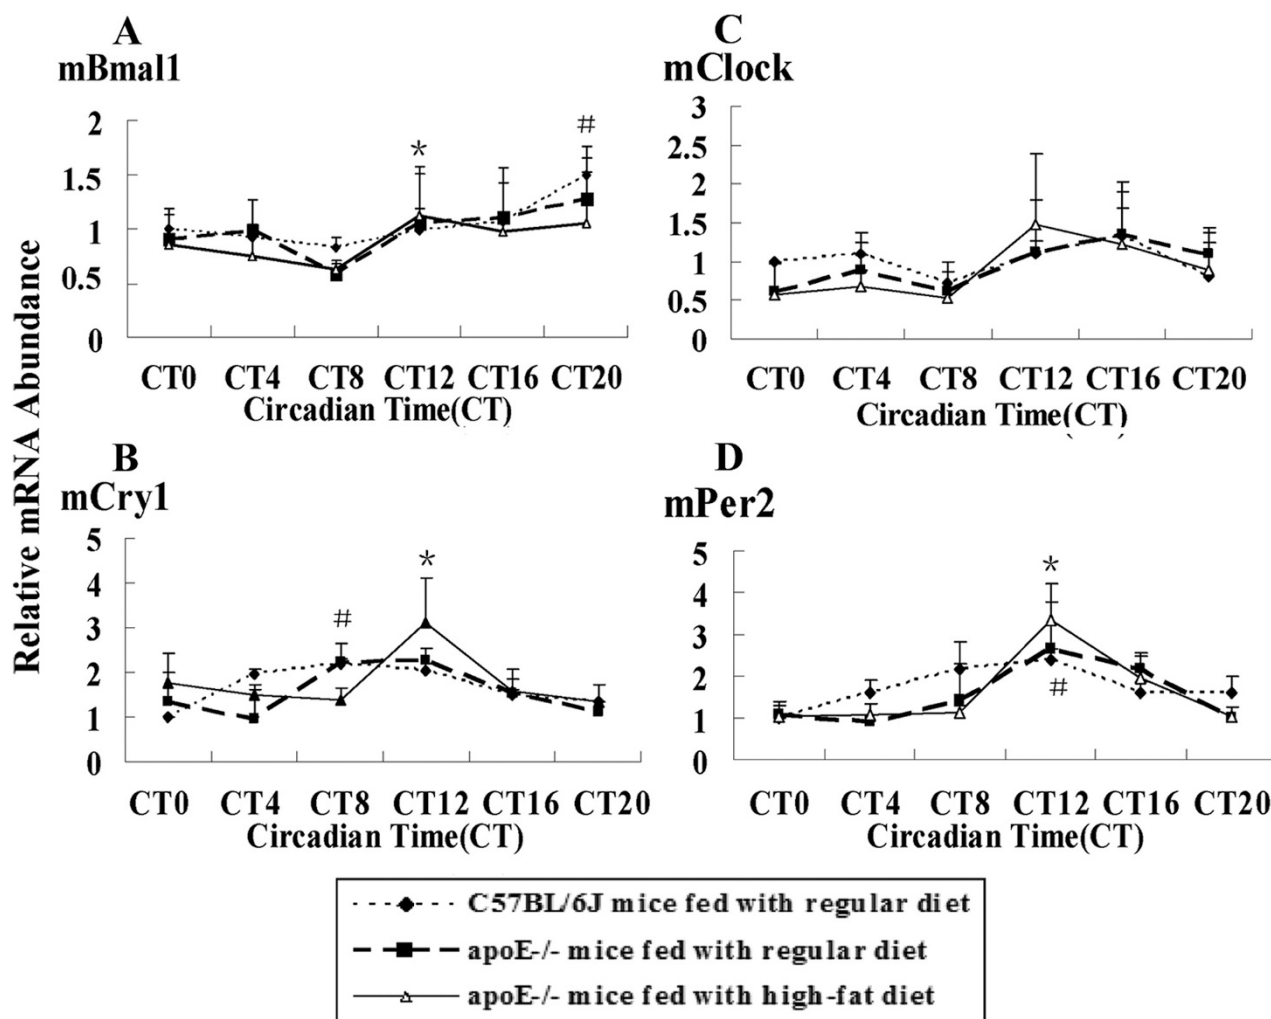 A
mBmal1
2
1.5
1
0.5
0
*
#
CT0 CT4 CT8 CT12 CT16 CT20
Circadian Time(CT)
C
mClock
3
2.5
2
1.5
1
0.5
0
CT0 CT4 CT8 CT12 CT16 CT20
Circadian Time(CT)
Relative mRNA Abundance
B
mCry1
5
4
3
2
1
0
#
*
CT0 CT4 CT8 CT12 CT16 CT20
Circadian Time(CT)
D
mPer2
5
4
3
2
1
0
*
#
CT0 CT4 CT8 CT12 CT16 CT20
Circadian Time(CT)
C57BL/6J mice fed with regular diet
apoE-/- mice fed with regular diet
apoE-/- mice fed with high-fat diet